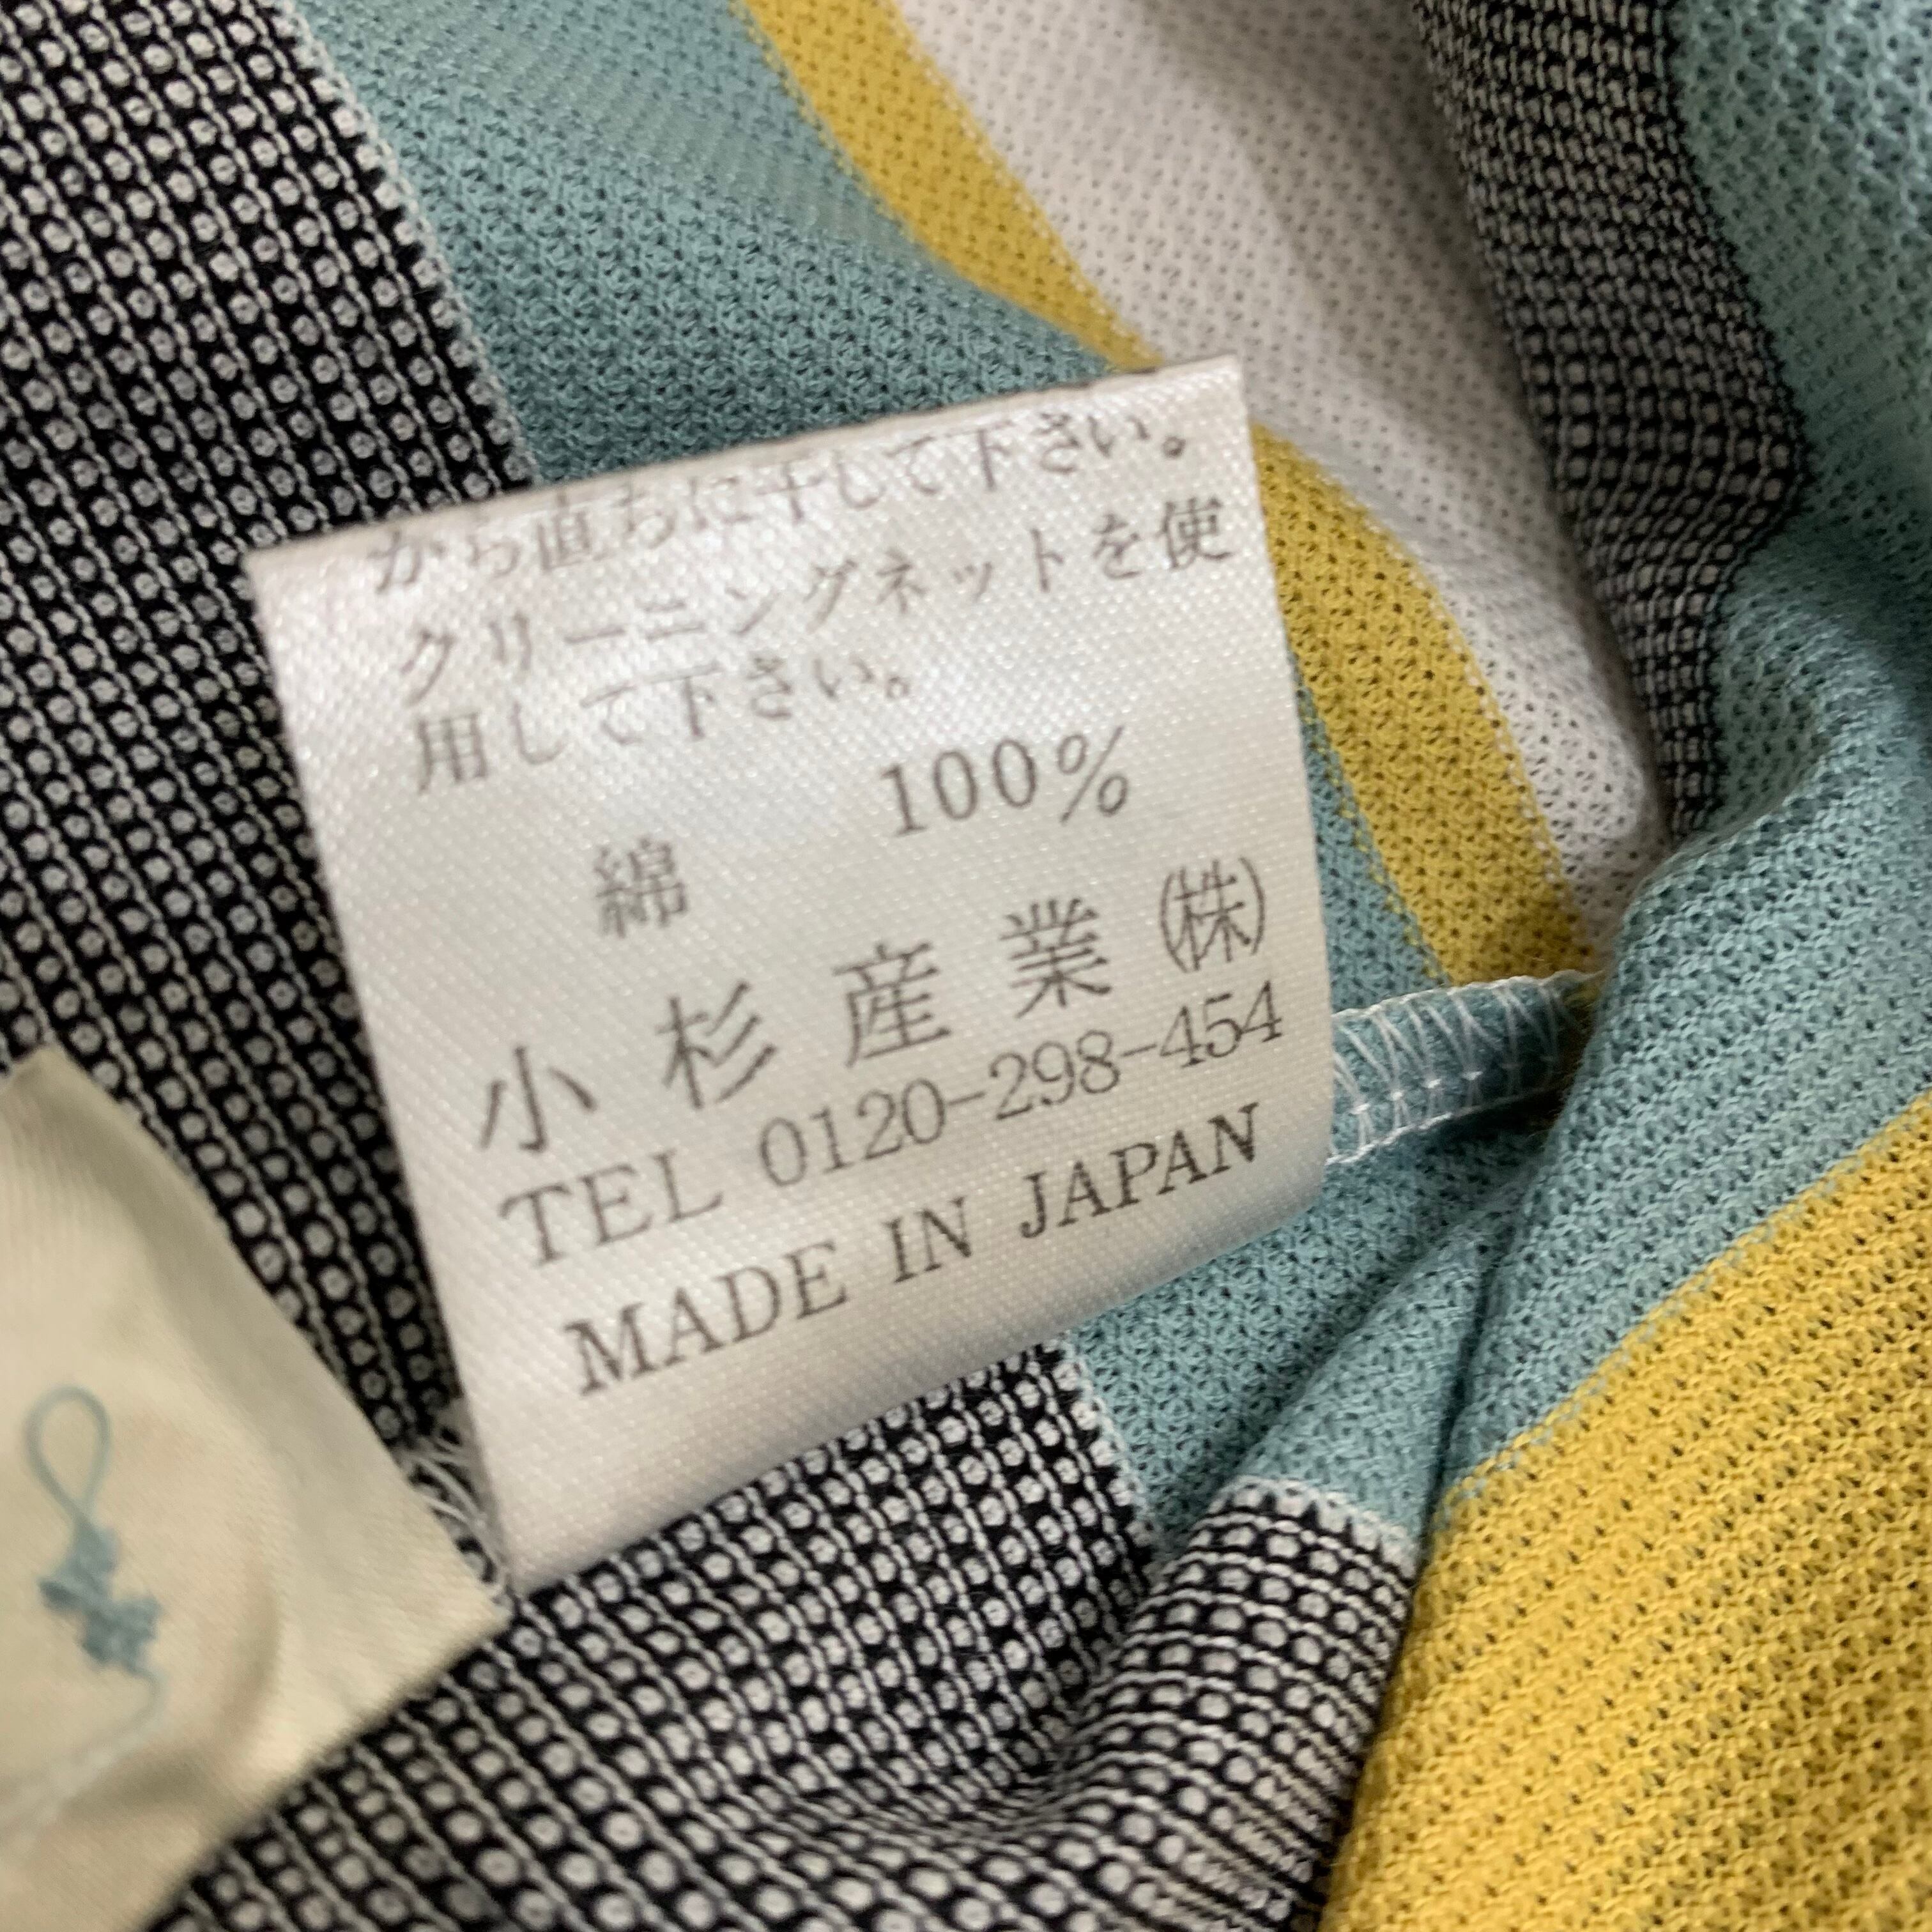 から直ちに干して下さい。
クリーニングネットを使
用して下さい。
綿 100%
小杉産業㈱
TEL 0120-298-454
MADE IN JAPAN